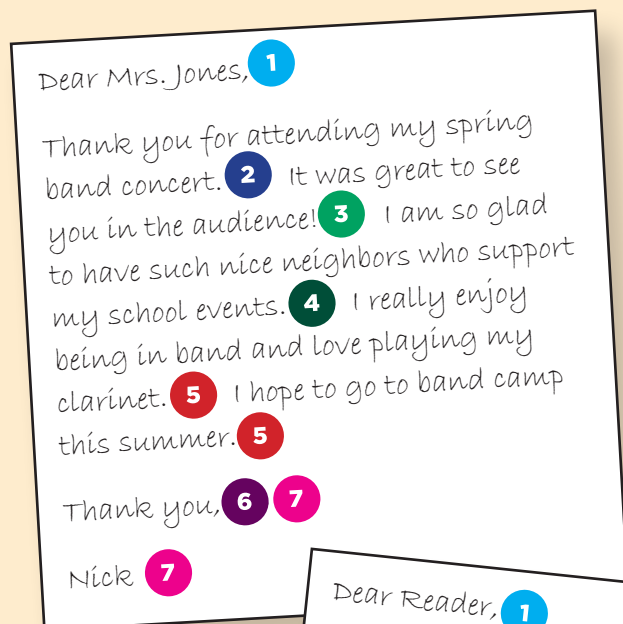 Dear Mrs. Jones, 1
Thank you for attending my spring
band concert. 2 It was great to see
you in the audience! 3 I am so glad
to have such nice neighbors who support
my school events. 4 I really enjoy
being in band and love playing my
clarinet. 5 I hope to go to band camp
this summer. 5
Thank you, 6 7
Nick 7
Dear Reader, 1